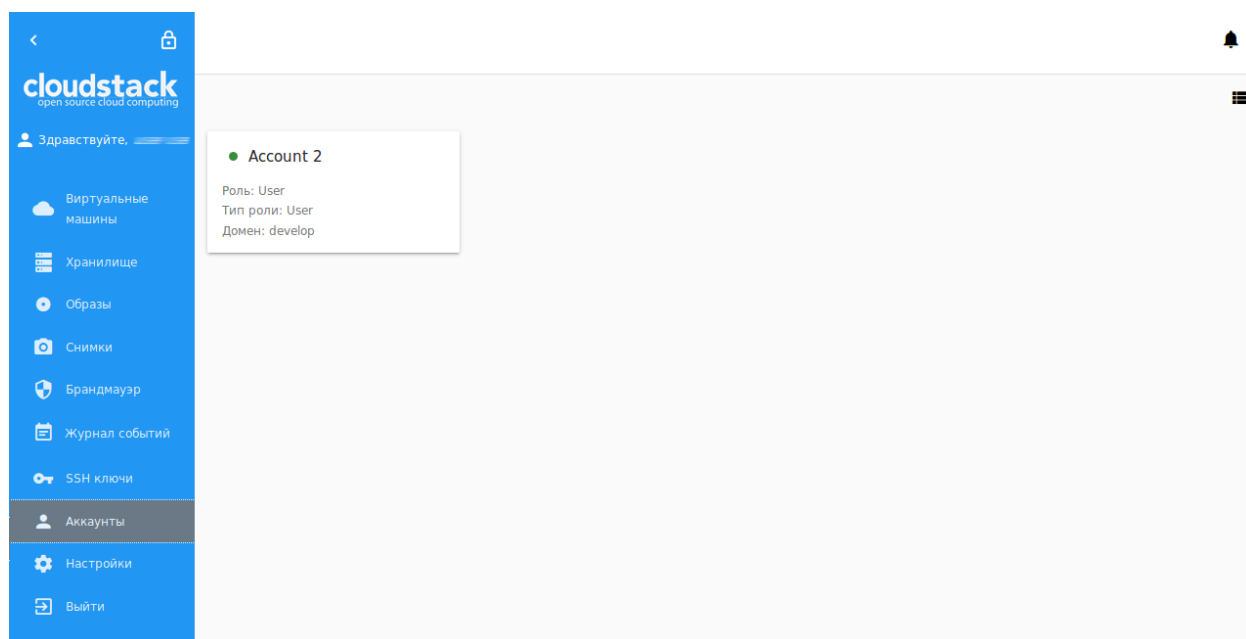 cloudstack
open source cloud computing
Здравствуйте,
Виртуальные
машины
Хранилище
Образы
Снимки
Брандмауэр
Журнал событий
SSH ключи
Аккаунты
Настройки
Выйти
Account 2
Роль: User
Тип роли: User
Домен: develop